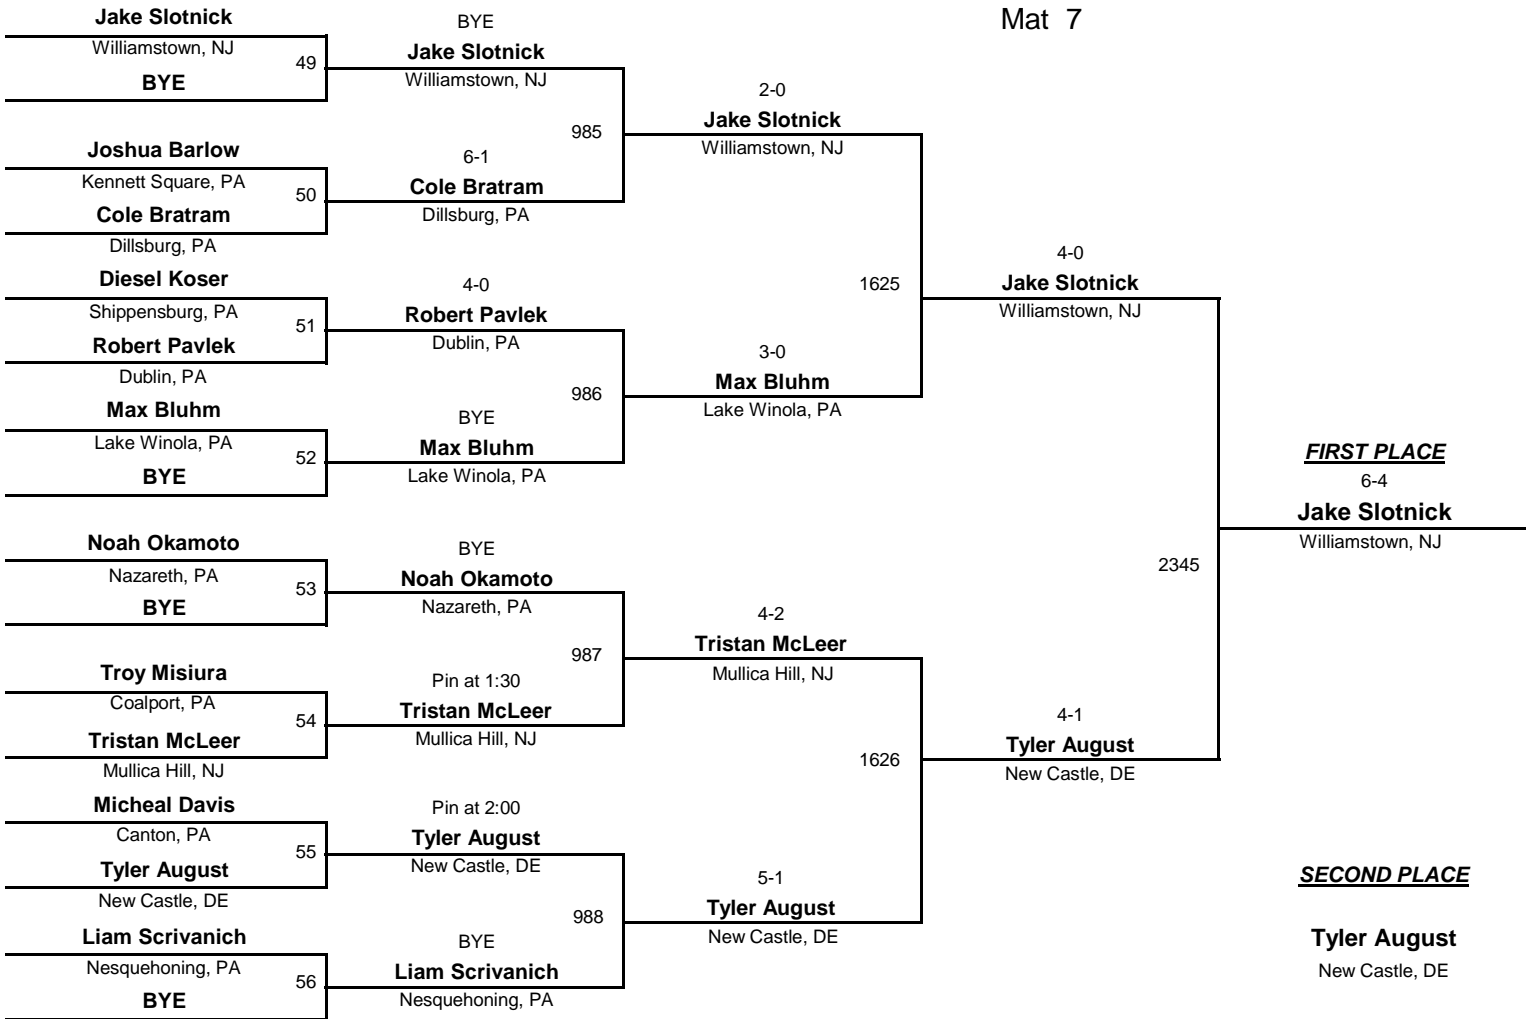 Mat 7
Jake Slotnick
Williamstown, NJ
49
BYE
Joshua Barlow
Kennett Square, PA
50
Cole Bratram
Dillsburg, PA
Diesel Koser
Shippensburg, PA
51
Robert Pavlek
Dublin, PA
Max Bluhm
Lake Winola, PA
52
BYE
Noah Okamoto
Nazareth, PA
53
BYE
Troy Misiura
Coalport, PA
54
Tristan McLeer
Mullica Hill, NJ
Micheal Davis
Canton, PA
55
Tyler August
New Castle, DE
Liam Scrivanich
Nesquehoning, PA
56
BYE
BYE
Jake Slotnick
Williamstown, NJ
985
6-1
Cole Bratram
Dillsburg, PA
4-0
Robert Pavlek
Dublin, PA
986
BYE
Max Bluhm
Lake Winola, PA
BYE
Noah Okamoto
Nazareth, PA
987
Pin at 1:30
Tristan McLeer
Mullica Hill, NJ
Pin at 2:00
Tyler August
New Castle, DE
988
BYE
Liam Scrivanich
Nesquehoning, PA
2-0
Jake Slotnick
Williamstown, NJ
1625
3-0
Max Bluhm
Lake Winola, PA
4-2
Tristan McLeer
Mullica Hill, NJ
1626
5-1
Tyler August
New Castle, DE
4-0
Jake Slotnick
Williamstown, NJ
2345
4-1
Tyler August
New Castle, DE
FIRST PLACE
6-4
Jake Slotnick
Williamstown, NJ
SECOND PLACE
Tyler August
New Castle, DE